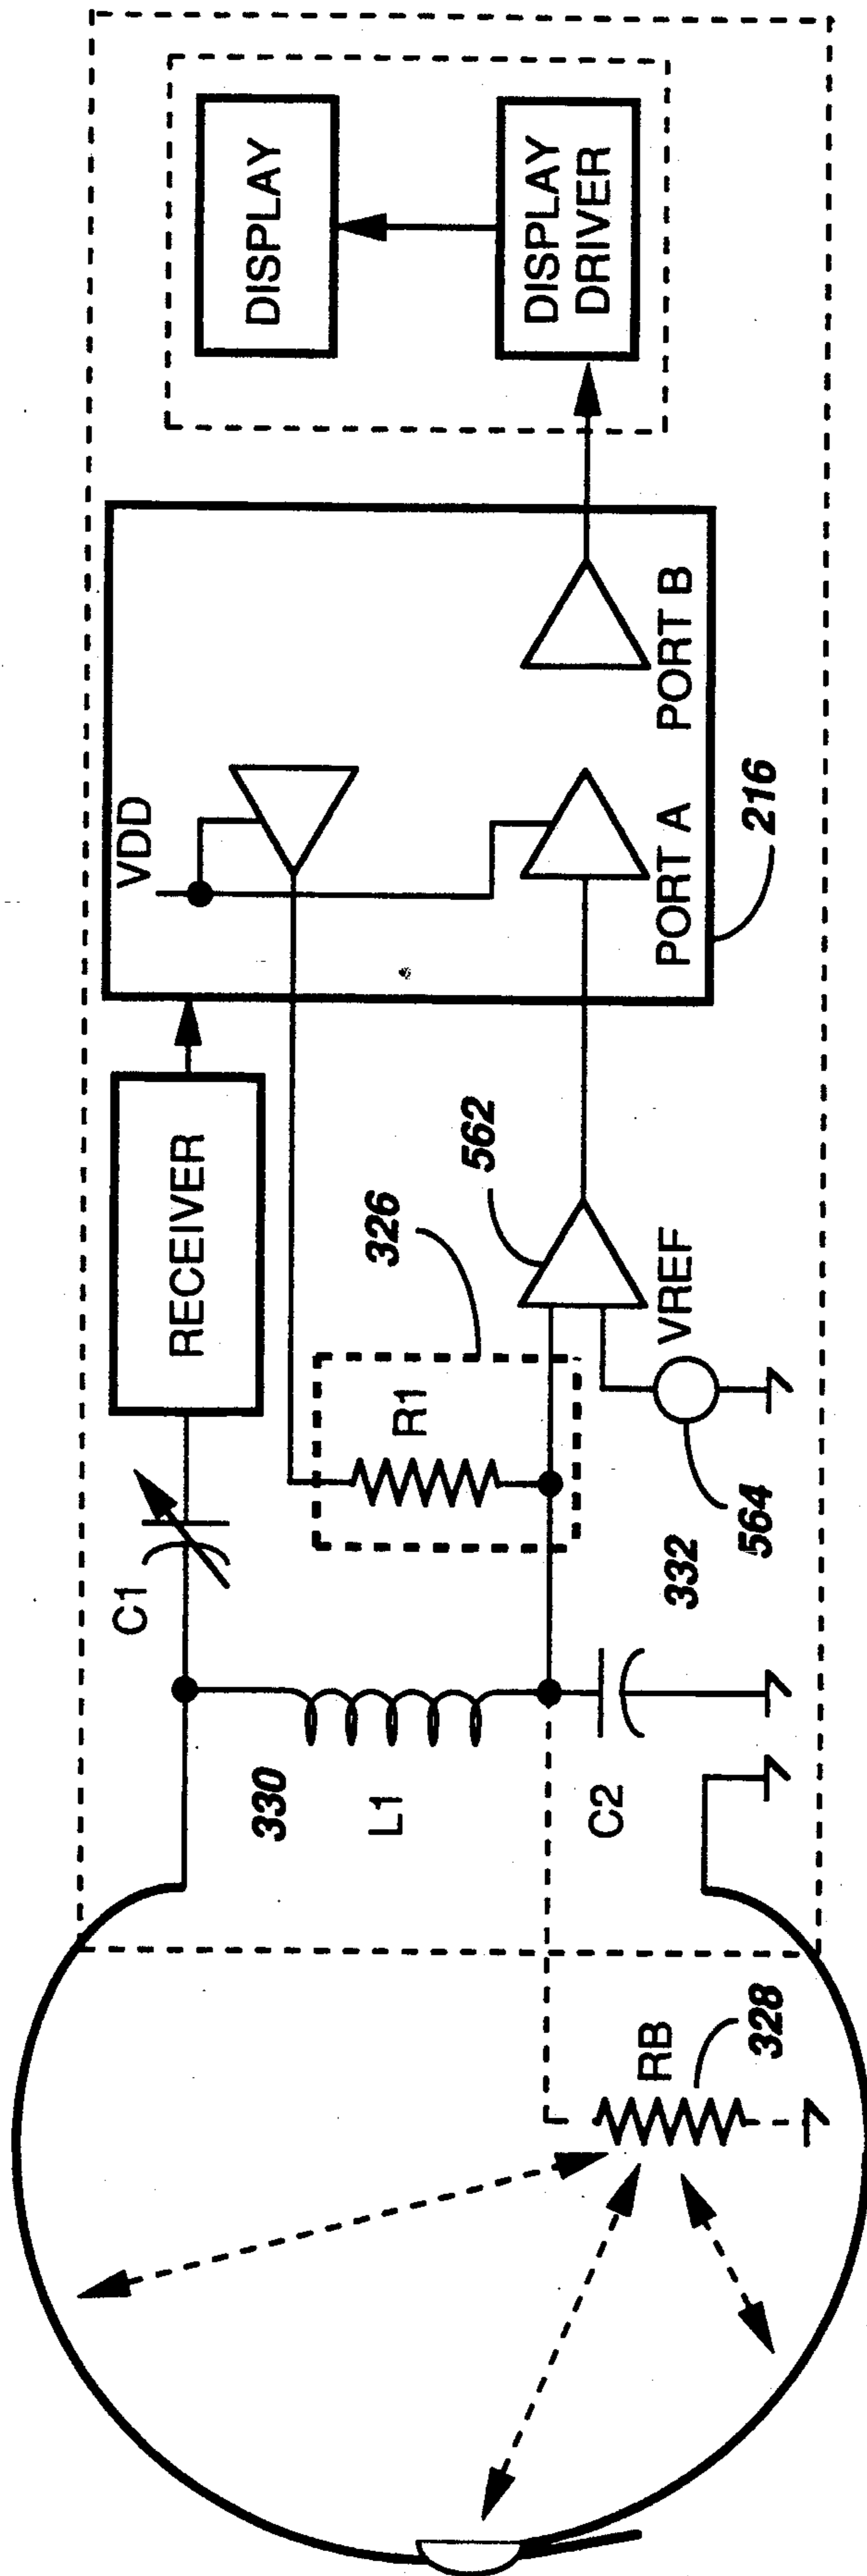 C1
RECEIVER
VDD
DISPLAY
330
L1
326
R1
562
PORT A
PORT B
DISPLAY
DRIVER
RB
328
C2
332
VREF
564
216